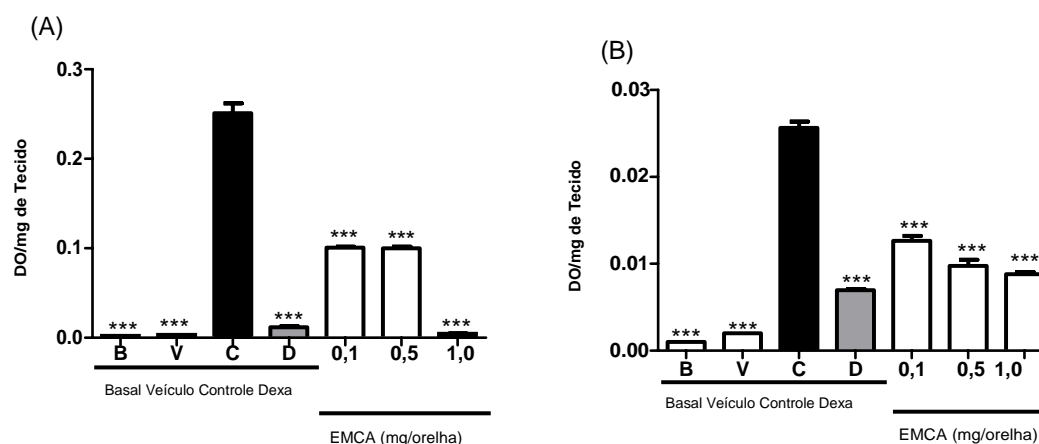 (A)
0.3
0.2
0.1
0.0
DO/mg de Tecido
*** *** *** *** *** ***
B V C D 0,1 0,5 1,0
Basal Veículo Controle Dexa
EMCA (mg/orelha)
(B)
0.03
0.02
0.01
0.00
DO/mg de Tecido
*** *** *** *** *** ***
B V C D 0,1 0,5 1,0
Basal Veículo Controle Dexa
EMCA (mg/orelha)